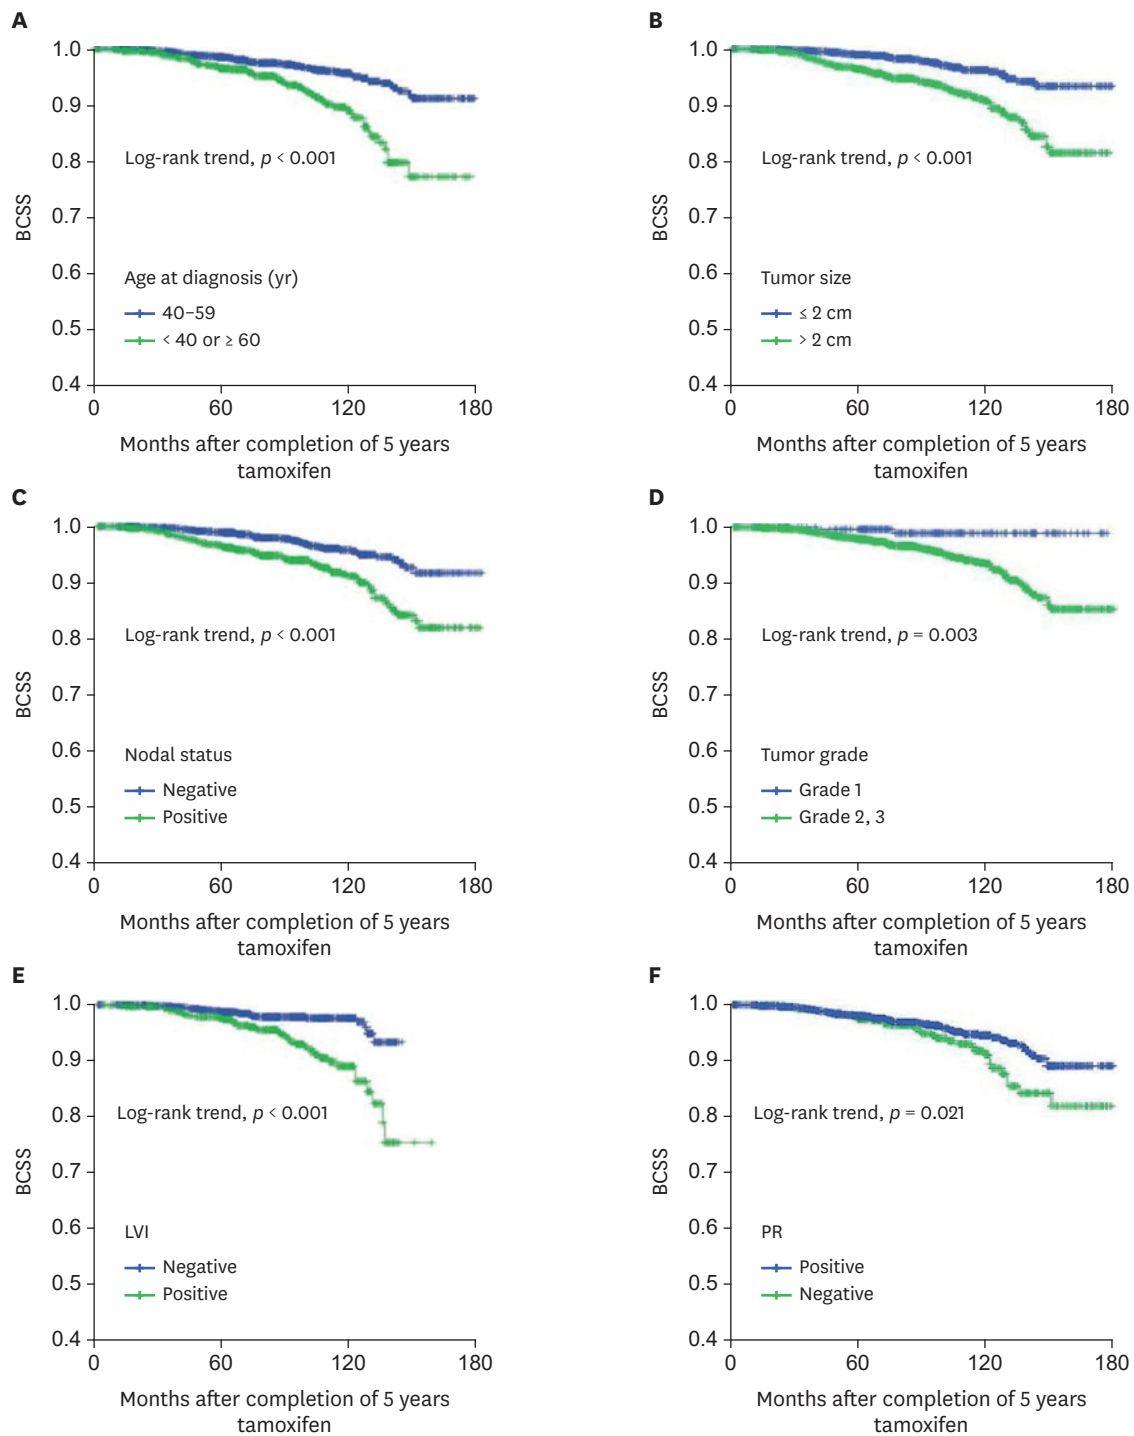 A
1.0
0.9
0.8
0.7
0.6
0.5
0.4
BCSS
Log-rank trend, p < 0.001
Age at diagnosis (yr)
40–59
< 40 or ≥ 60
0 60 120 180
Months after completion of 5 years
tamoxifen
B
1.0
0.9
0.8
0.7
0.6
0.5
0.4
BCSS
Log-rank trend, p < 0.001
Tumor size
≤ 2 cm
> 2 cm
0 60 120 180
Months after completion of 5 years
tamoxifen
C
1.0
0.9
0.8
0.7
0.6
0.5
0.4
BCSS
Log-rank trend, p < 0.001
Nodal status
Negative
Positive
0 60 120 180
Months after completion of 5 years
tamoxifen
D
1.0
0.9
0.8
0.7
0.6
0.5
0.4
BCSS
Log-rank trend, p = 0.003
Tumor grade
Grade 1
Grade 2, 3
0 60 120 180
Months after completion of 5 years
tamoxifen
E
1.0
0.9
0.8
0.7
0.6
0.5
0.4
BCSS
Log-rank trend, p < 0.001
LVI
Negative
Positive
0 60 120 180
Months after completion of 5 years
tamoxifen
F
1.0
0.9
0.8
0.7
0.6
0.5
0.4
BCSS
Log-rank trend, p = 0.021
PR
Positive
Negative
0 60 120 180
Months after completion of 5 years
tamoxifen